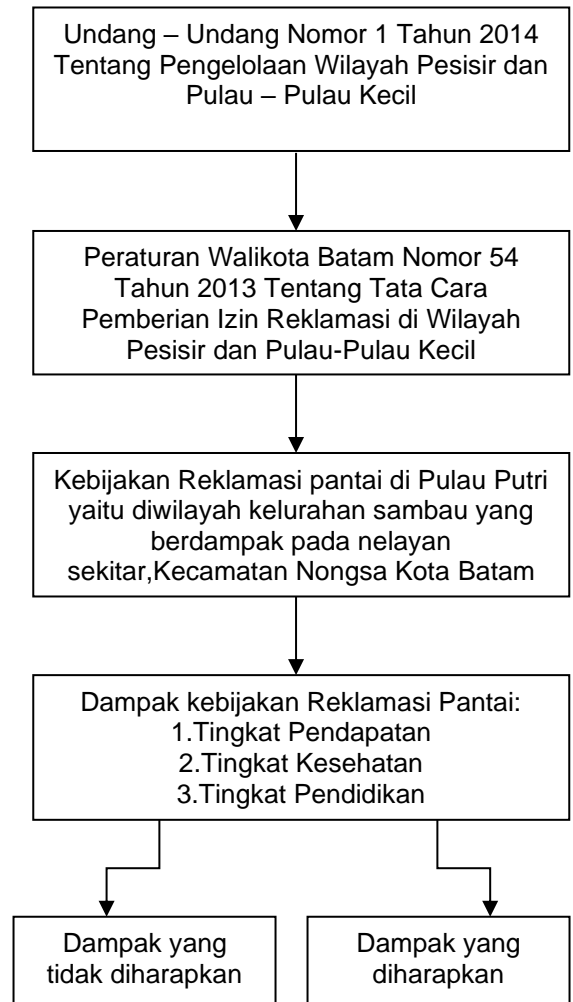 Undang – Undang Nomor 1 Tahun 2014
Tentang Pengelolaan Wilayah Pesisir dan
Pulau – Pulau Kecil
Peraturan Walikota Batam Nomor 54
Tahun 2013 Tentang Tata Cara
Pemberian Izin Reklamasi di Wilayah
Pesisir dan Pulau-Pulau Kecil
Kebijakan Reklamasi pantai di Pulau Putri
yaitu diwilayah kelurahan sambau yang
berdampak pada nelayan
sekitar,Kecamatan Nongsa Kota Batam
Dampak kebijakan Reklamasi Pantai:
1.Tingkat Pendapatan
2.Tingkat Kesehatan
3.Tingkat Pendidikan
Dampak yang
tidak diharapkan
Dampak yang
diharapkan